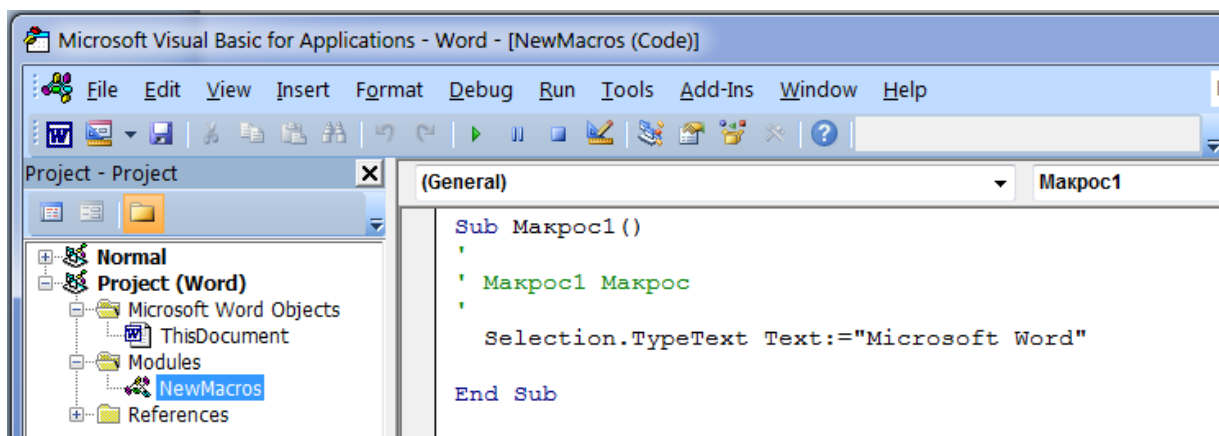 Microsoft Visual Basic for Applications - Word - [NewMacros (Code)]
File Edit View Insert Format Debug Run Tools Add-Ins Window Help
Project - Project
(General) Макрос1
Normal
Project (Word)
Microsoft Word Objects
ThisDocument
Modules
NewMacros
References
Sub Макрос1()
'
' Макрос1 Макрос
'
Selection.TypeText Text:="Microsoft Word"
End Sub